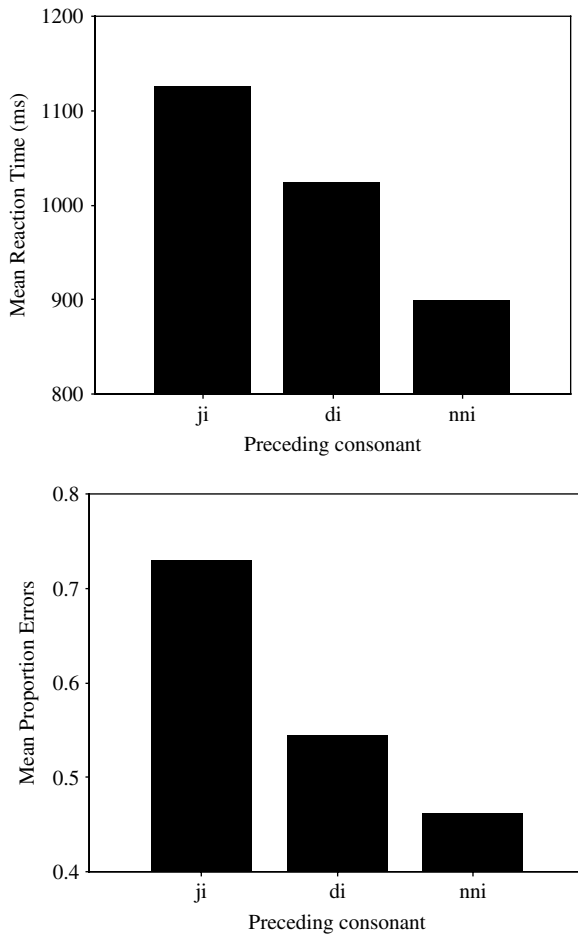 1200
1100
1000
900
800
Mean Reaction Time (ms)
ji di nni
Preceding consonant
0.8
0.7
0.6
0.5
0.4
Mean Proportion Errors
ji di nni
Preceding consonant